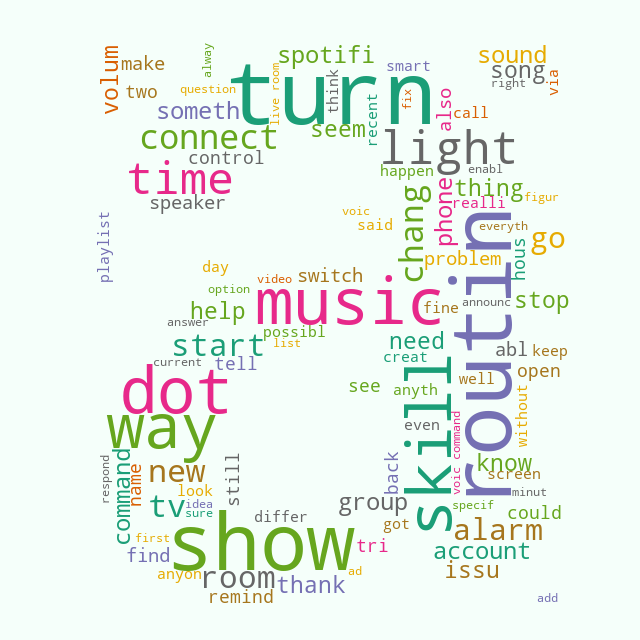 alway
volum
make
spotifi
sound
song
right
via
question
two
turn
live room
think
smart
fix
recent
someth
connect
seem
also
call
light
control
happen
enabl
time
speaker
chang
phone
thing
realli
figur
voic
said
everyth
routin
hous
go
playlist
problem
day
switch
video
option
music
fine
announc
stop
help
answer
possibl
list
start
need
abl
keep
current
tell
creat
open
dot
see
anyth
well
skill
way
even
without
voic command
respond
command
name
new
still
back
know
screen
look
idea
sure
tv
group
minut
specif
could
differ
got
first
show
tri
alarm
find
account
anyon
room
thank
ad
issu
remind
add